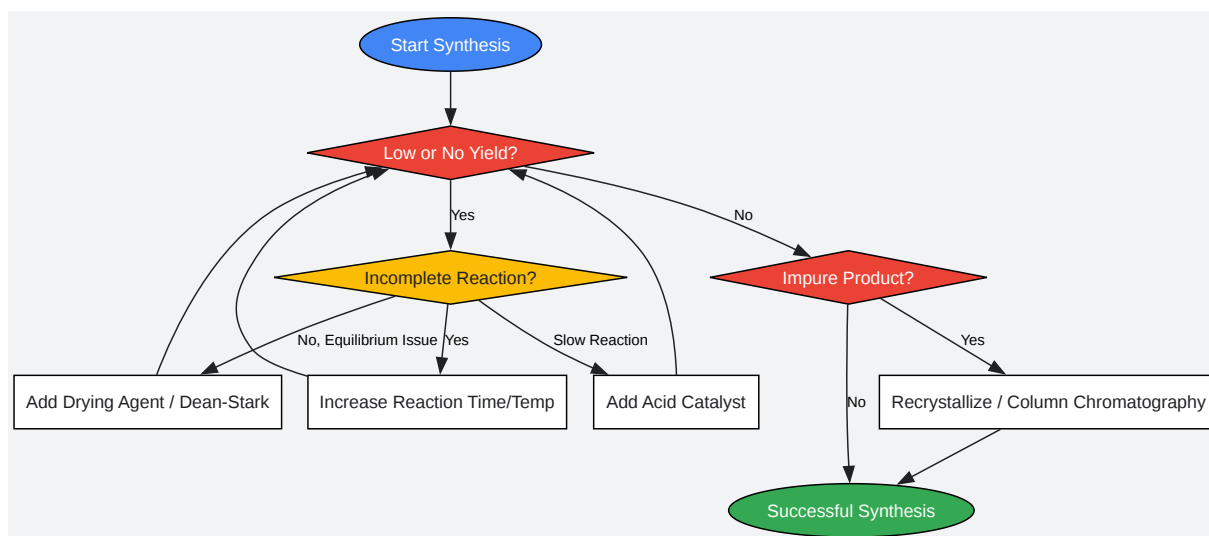 Start Synthesis
Low or No Yield?
Yes
No
Incomplete Reaction?
Impure Product?
No, Equilibrium Issue
Yes
Slow Reaction
Yes
Add Drying Agent / Dean-Stark
Increase Reaction Time/Temp
Add Acid Catalyst
No
Recrystallize / Column Chromatography
Successful Synthesis